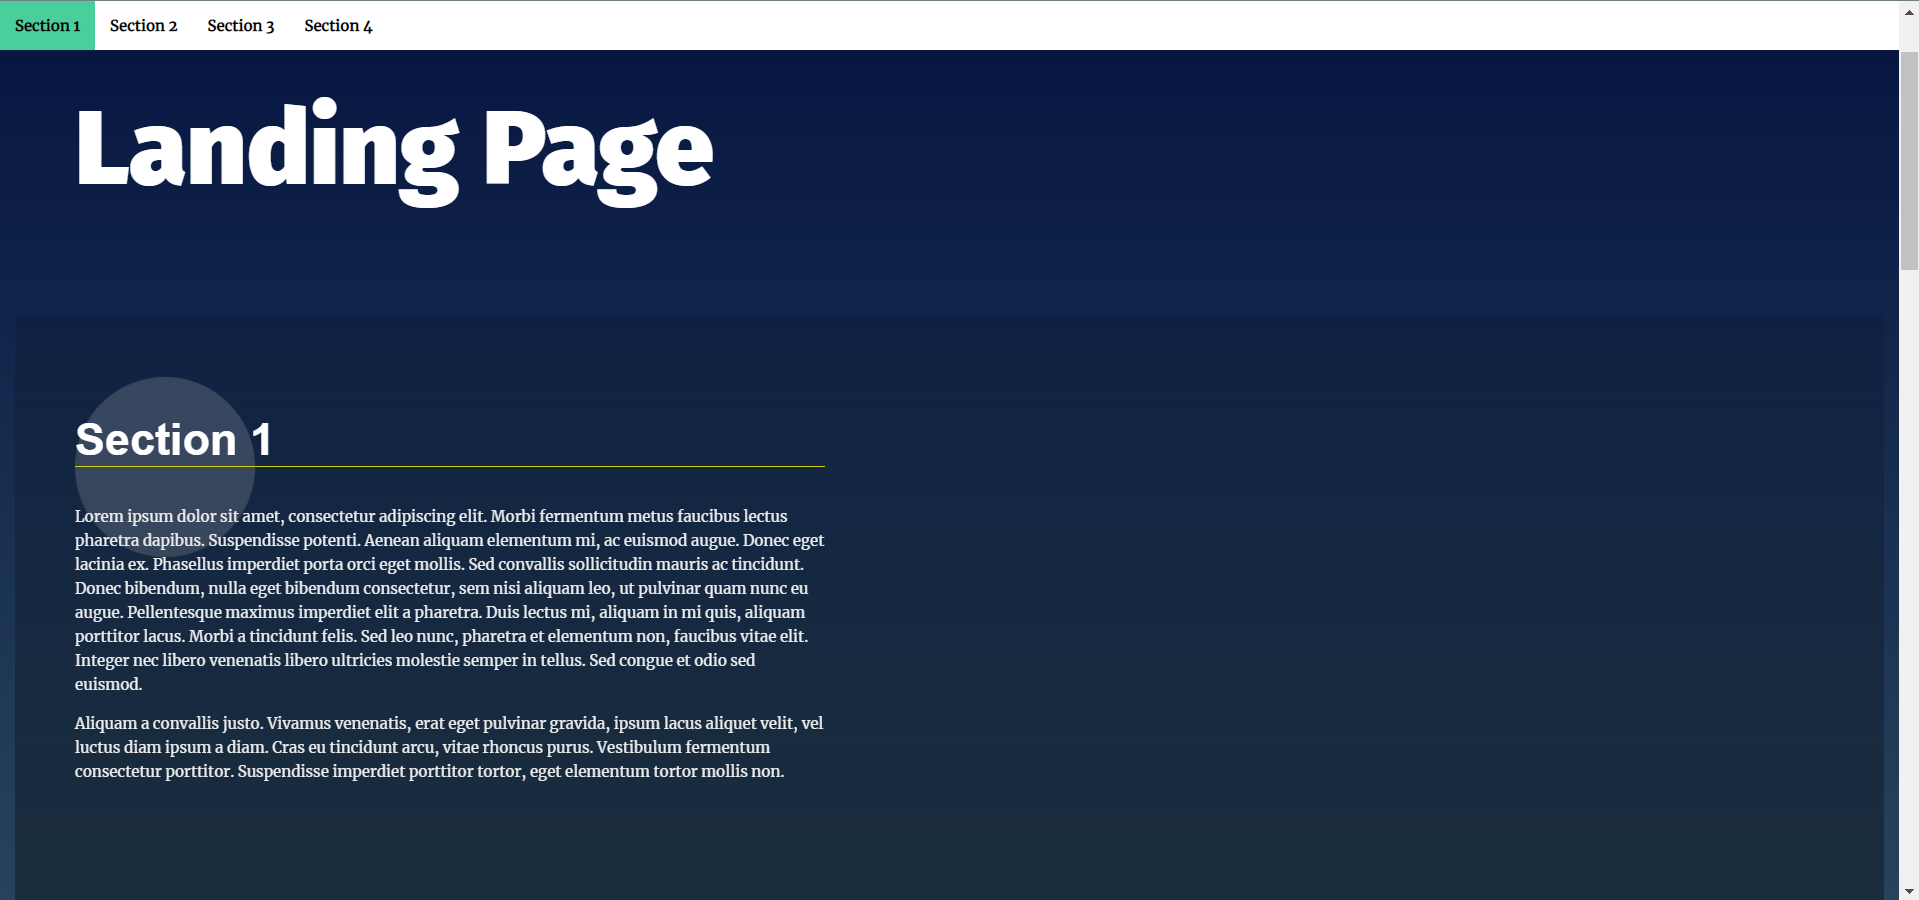 Section 1 Section 2 Section 3 Section 4
Landing Page
Section 1
Lorem ipsum dolor sit amet, consectetur adipiscing elit. Morbi fermentum metus faucibus lectus
pharetra dapibus. Suspendisse potenti. Aenean aliquam elementum mi, ac euismod augue. Donec eget
lacinia ex. Phasellus imperdiet porta orci eget mollis. Sed convallis sollicitudin mauris ac tincidunt.
Donec bibendum, nulla eget bibendum consectetur, sem nisi aliquam leo, ut pulvinar quam nunc eu
augue. Pellentesque maximus imperdiet elit a pharetra. Duis lectus mi, aliquam in mi quis, aliquam
porttitor lacus. Morbi a tincidunt felis. Sed leo nunc, pharetra et elementum non, faucibus vitae elit.
Integer nec libero venenatis libero ultricies molestie semper in tellus. Sed congue et odio sed
euismod.
Aliquam a convallis justo. Vivamus venenatis, erat eget pulvinar gravida, ipsum lacus aliquet velit, vel
luctus diam ipsum a diam. Cras eu tincidunt arcu, vitae rhoncus purus. Vestibulum fermentum
consectetur porttitor. Suspendisse imperdiet porttitor tortor, eget elementum tortor mollis non.